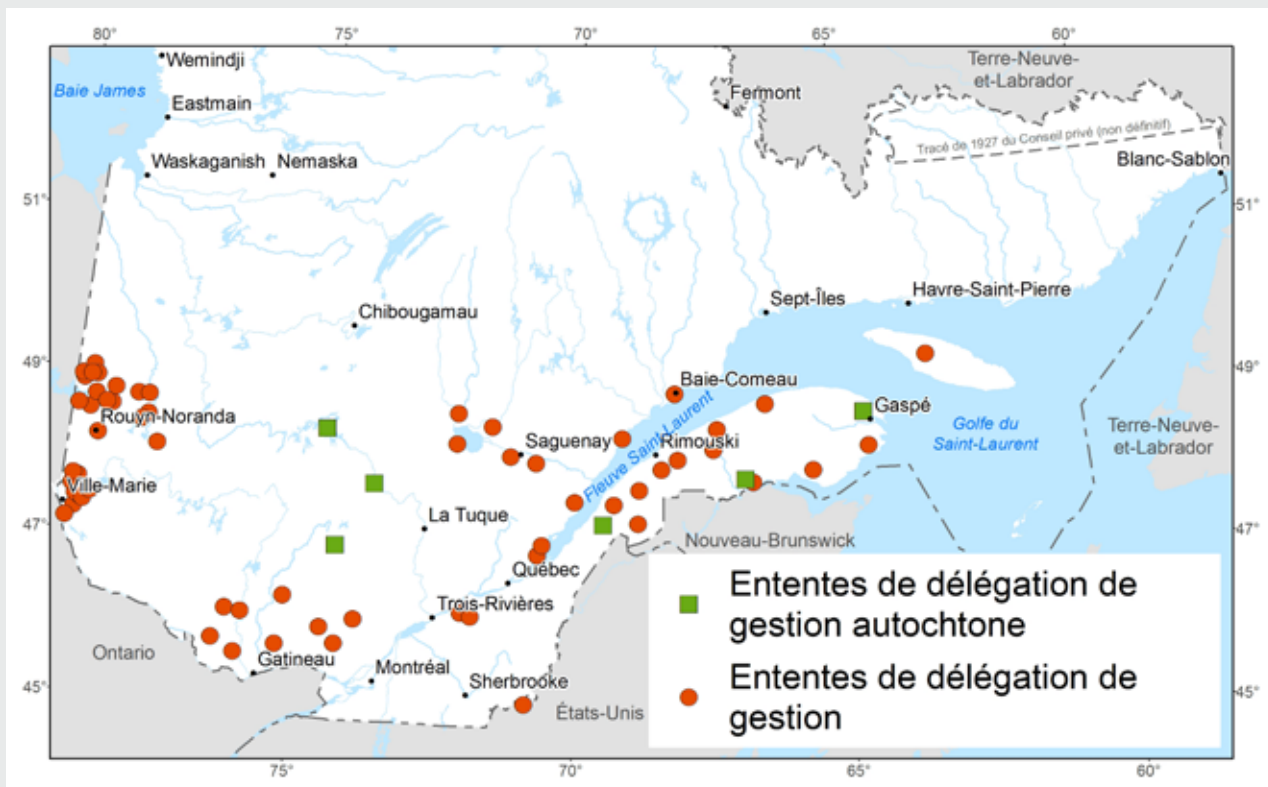 80° 75° 70° 65° 60°
Wemindji
Terre-Neuve-
et-Labrador
Baie James
Fermont
Eastmain
Tracé de 1927 du Conseil privé (non définitif)
Waskaganish
Nemaska
Blanc-Sablon
51°
51°
Havre-Saint-Pierre
Sept-Îles
Chibougamau
49°
49°
Baie-Comeau
Gaspé
Rouyn-Noranda
Fleuve Saint-Laurent
Golfe du
Saint-Laurent
Terre-Neuve-
et-Labrador
Saguenay
Rimouski
Ville-Marie
La Tuque
47°
47°
Nouveau-Brunswick
Québec
Trois-Rivières
Ontario
Gatineau
Montréal
Sherbrooke
45°
45°
États-Unis
Ententes de délégation de
gestion autochtone
Ententes de délégation de
gestion
75° 70° 65° 60°